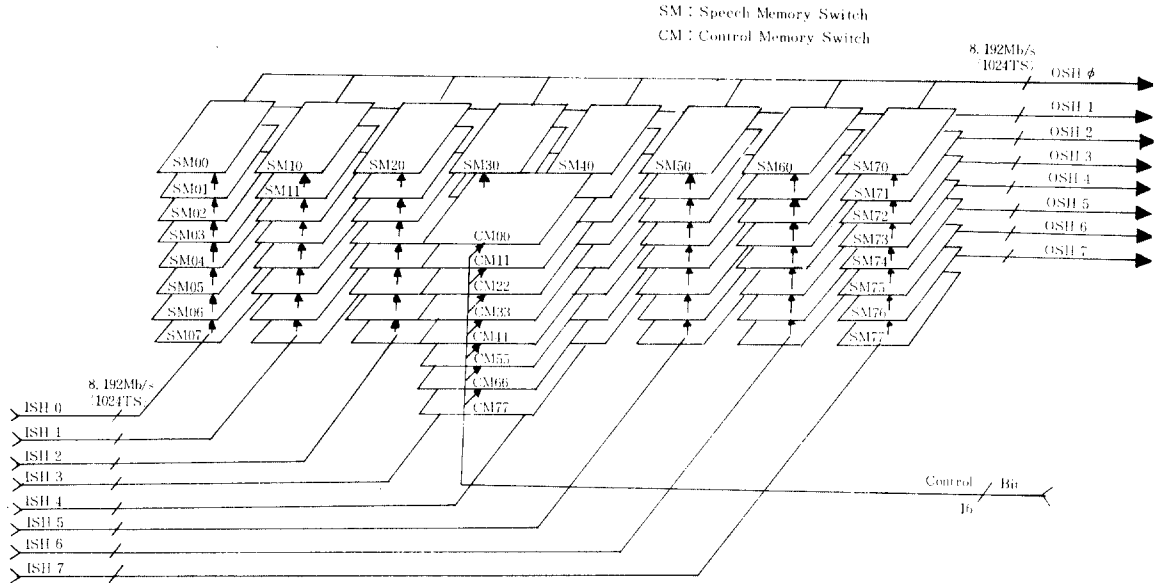 SM : Speech Memory Switch
CM : Control Memory Switch
8.192Mb/s
(1024TS)
OSH ϕ
OSH 1
OSH 2
OSH 3
OSH 4
OSH 5
OSH 6
OSH 7
SM00 SM10 SM20 SM30 SM40 SM50 SM60 SM70
SM01 SM11 SM71
SM02 SM72
SM03 SM73
SM04 SM74
SM05 SM75
SM06 SM76
SM07 SM77
CM00
CM11
CM22
CM33
CM41
CM55
CM66
CM77
8.192Mb/s
(1024TS)
ISH 0
ISH 1
ISH 2
ISH 3
ISH 4
ISH 5
ISH 6
ISH 7
Control Bit
16